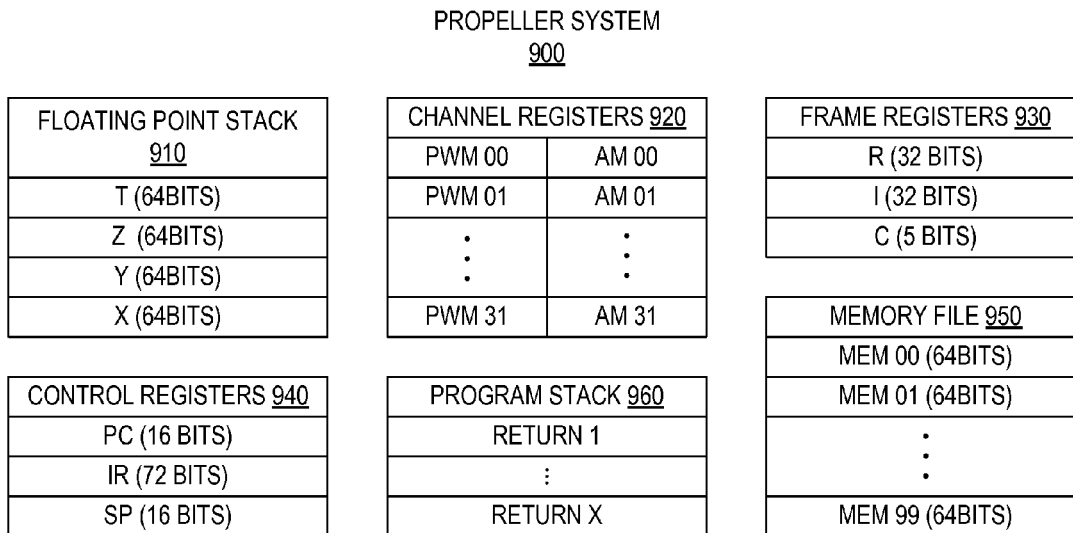 PROPELLER SYSTEM
900
FLOATING POINT STACK
910
T (64BITS)
Z (64BITS)
Y (64BITS)
X (64BITS)
CHANNEL REGISTERS 920
PWM 00 AM 00
PWM 01 AM 01
PWM 31 AM 31
FRAME REGISTERS 930
R (32 BITS)
I (32 BITS)
C (5 BITS)
CONTROL REGISTERS 940
PC (16 BITS)
IR (72 BITS)
SP (16 BITS)
PROGRAM STACK 960
RETURN 1
RETURN X
MEMORY FILE 950
MEM 00 (64BITS)
MEM 01 (64BITS)
MEM 99 (64BITS)